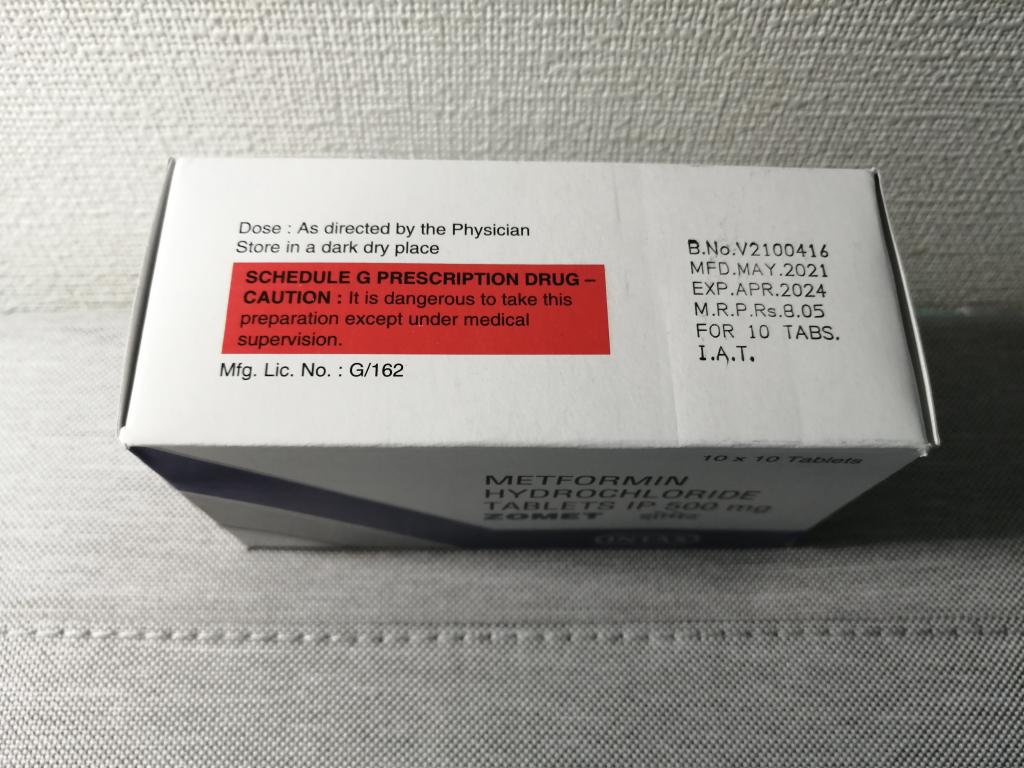 Dose : As directed by the Physician
Store in a dark dry place
SCHEDULE G PRESCRIPTION DRUG –
CAUTION : It is dangerous to take this
preparation except under medical
supervision.
Mfg. Lic. No. : G/162
B.No.V2100416
MFD.MAY.2021
EXP.APR.2024
M.R.P.Rs.8.05
FOR 10 TABS.
I.A.T.
10 x 10 Tablets
METFORMIN
HYDROCHLORIDE
TABLETS IP 500 mg
ZOMET
INTAS